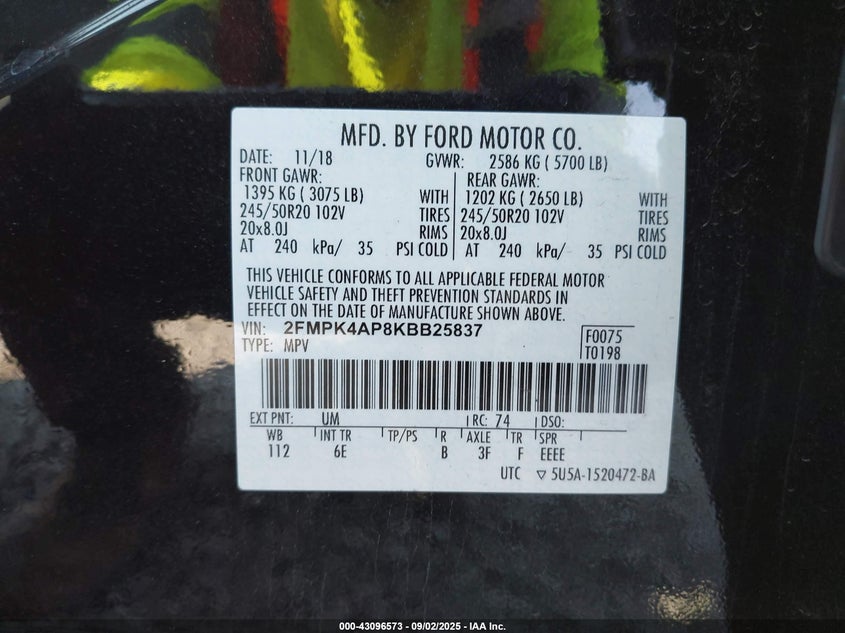 MFD. BY FORD MOTOR CO.
DATE: 11/18 GVWR: 2586 KG ( 5700 LB)
FRONT GAWR: REAR GAWR:
1395 KG ( 3075 LB) WITH 1202 KG ( 2650 LB) WITH
245/50R20 102V TIRES 245/50R20 102V TIRES
20x8.0J RIMS 20x8.0J RIMS
AT 240 kPa/ 35 PSI COLD AT 240 kPa/ 35 PSI COLD
THIS VEHICLE CONFORMS TO ALL APPLICABLE FEDERAL MOTOR
VEHICLE SAFETY AND THEFT PREVENTION STANDARDS IN
EFFECT ON THE DATE OF MANUFACTURE SHOWN ABOVE.
VIN: 2FMPK4AP8KBB25837 F0075
TYPE: MPV T0198
EXT PNT: UM RC: 74 DSO:
WB INT TR TP/PS R AXLE TR SPR
112 6E B 3F F EEEE
UTC ▽ 5U5A-1520472-BA
000-43096573 - 09/02/2025 - IAA Inc.